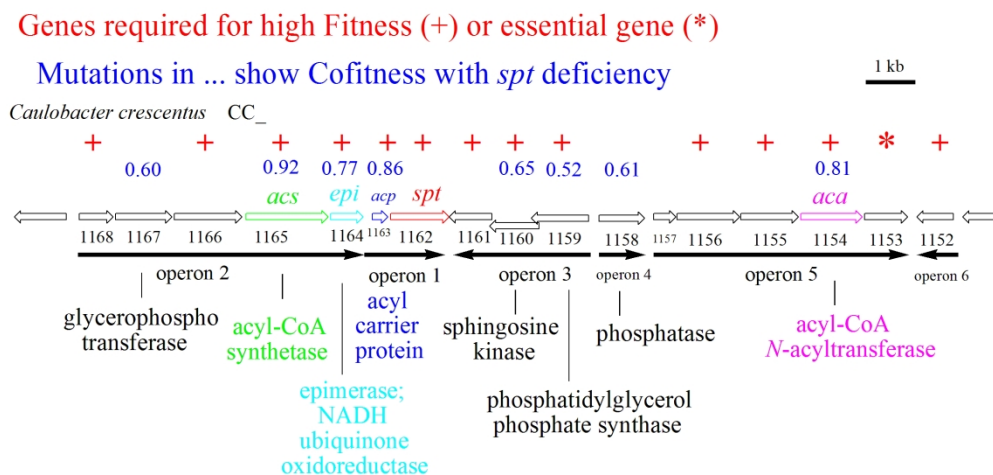 Genes required for high Fitness (+) or essential gene (*)
Mutations in ... show Cofitness with spt deficiency
1 kb
Caulobacter crescentus CC_
+ + + + + + + + + + + + * +
0.60 0.92 0.77 0.86 0.65 0.52 0.61 0.81
acs epi acp spt aca
1168 1167 1166 1165 1164 1163 1162 1161 1160 1159 1158 1157 1156 1155 1154 1153 1152
operon 2 operon 1 operon 3 operon 4 operon 5 operon 6
glycerophospho
transferase
acyl-CoA
synthetase
epimerase;
NADH
ubiquinone
oxidoreductase
acyl
carrier
protein
sphingosine
kinase
phosphatidylglycerol
phosphate synthase
phosphatase
acyl-CoA
N-acyltransferase